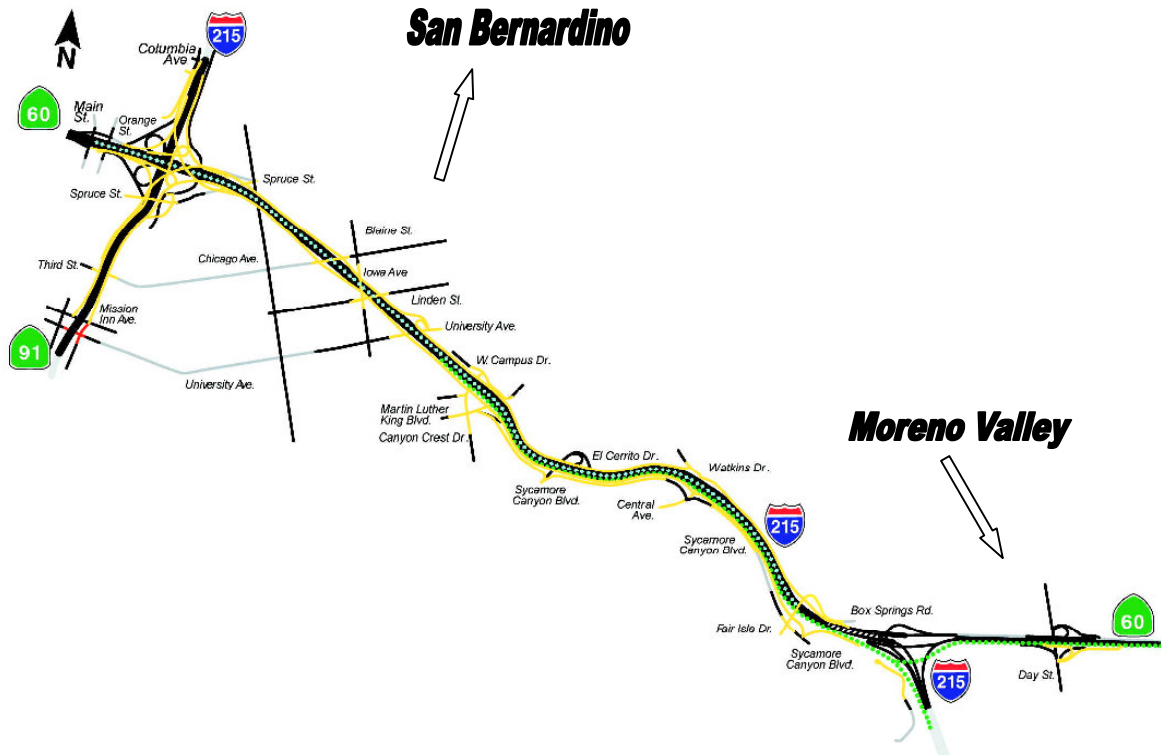 215
San Bernardino
Columbia
Ave
N
60
Main
St.
Orange
St.
Spruce St.
Spruce St.
Blaine St.
Chicago Ave.
Third St.
Iowa Ave
Linden St.
Mission
Inn Ave.
University Ave.
91
W. Campus Dr.
University Ave.
Martin Luther
King Blvd.
Moreno Valley
Canyon Crest Dr.
El Cerrito Dr.
Watkins Dr.
Sycamore
Canyon Blvd.
Central
Ave.
215
Sycamore
Canyon Blvd.
Box Springs Rd.
60
Fair Isle Dr.
Sycamore
Canyon Blvd.
215
Day St.